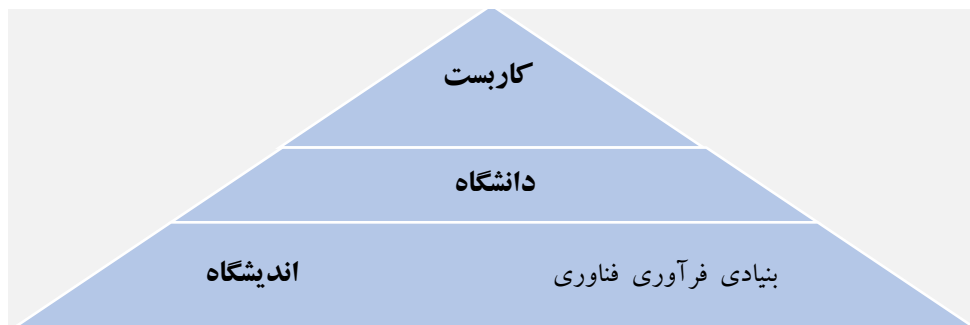 کاربست
دانشگاه
بنیادی فرآوری فناوری اندیشگاه